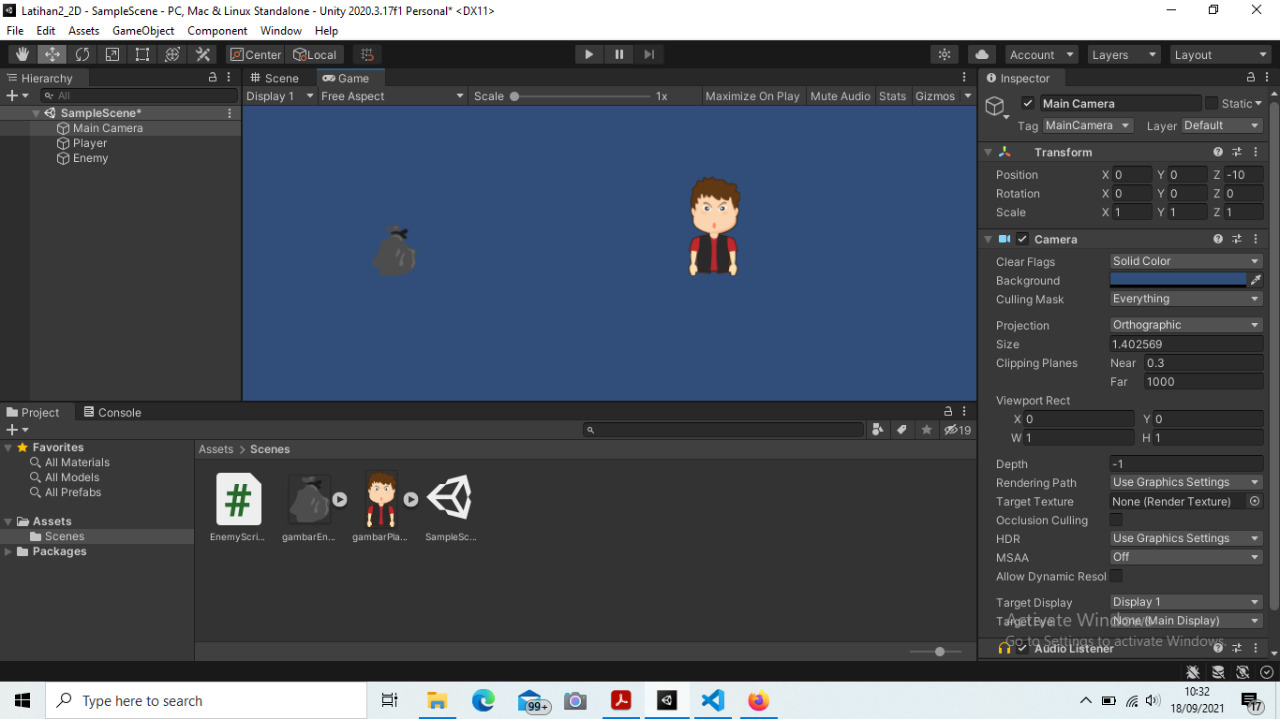 Latihan2_2D - SampleScene - PC, Mac & Linux Standalone - Unity 2020.3.17f1 Personal* <DX11>
File Edit Assets GameObject Component Window Help
Center Local Account Layers Layout
Hierarchy
All
SampleScene*
Main Camera
Player
Enemy
Scene Game
Display 1 Free Aspect Scale 1x Maximize On Play Mute Audio Stats Gizmos
Inspector
Main Camera Static
Tag MainCamera Layer Default
Transform
Position X 0 Y 0 Z -10
Rotation X 0 Y 0 Z 0
Scale X 1 Y 1 Z 1
Camera
Clear Flags Solid Color
Background
Culling Mask Everything
Projection Orthographic
Size 1.402569
Clipping Planes Near 0.3
Far 1000
Viewport Rect
X 0 Y 0
W 1 H 1
Depth -1
Rendering Path Use Graphics Settings
Target Texture None (Render Texture)
Occlusion Culling
HDR Use Graphics Settings
MSAA Off
Allow Dynamic Resol
Target Display Display 1
Target Eye None (Main Display)
Audio Listener
Activate Windows
Go to Settings to activate Windows.
Project Console
19
Favorites
All Materials
All Models
All Prefabs
Assets
Scenes
Packages
Assets > Scenes
EnemyScri... gambarEn... gambarPla... SampleSc...
Type here to search
99+
10:32
18/09/2021
17